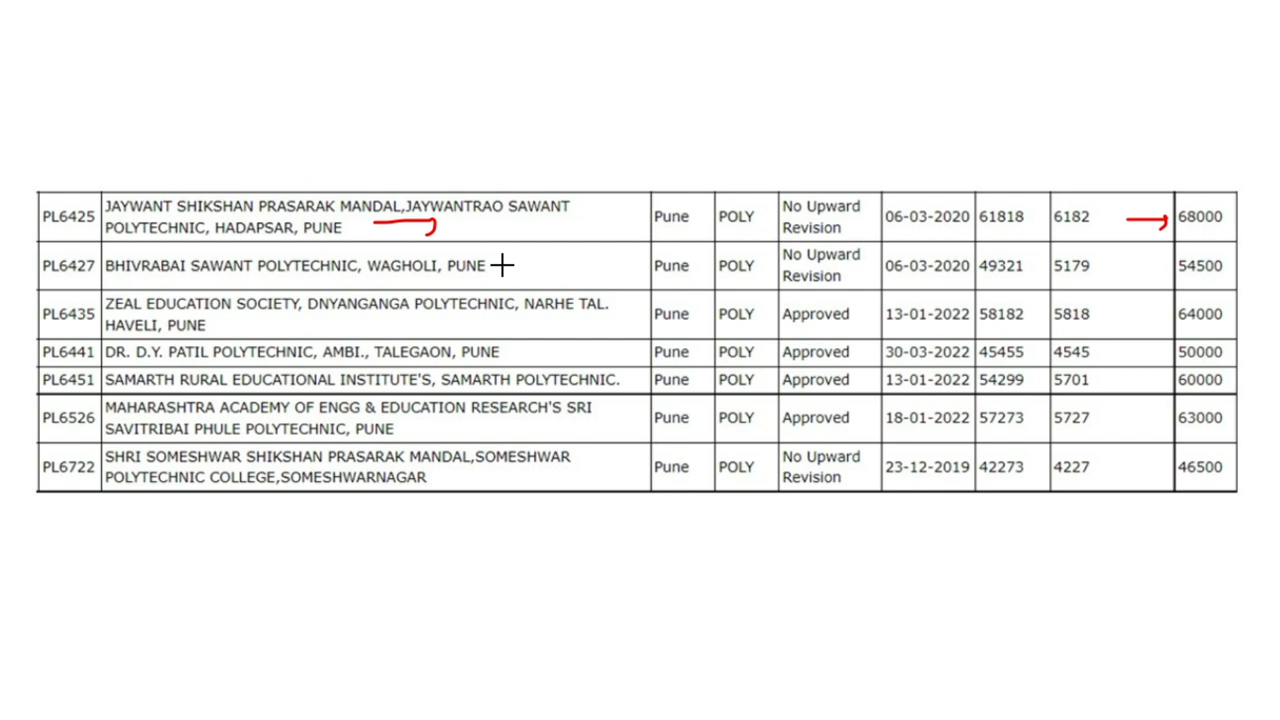 PL6425 JAYWANT SHIKSHAN PRASARAK MANDAL,JAYWANTRAO SAWANT POLYTECHNIC, HADAPSAR, PUNE Pune POLY No Upward Revision 06-03-2020 61818 6182 68000
PL6427 BHIVRABAI SAWANT POLYTECHNIC, WAGHOLI, PUNE Pune POLY No Upward Revision 06-03-2020 49321 5179 54500
PL6435 ZEAL EDUCATION SOCIETY, DNYANGANGA POLYTECHNIC, NARHE TAL. HAVELI, PUNE Pune POLY Approved 13-01-2022 58182 5818 64000
PL6441 DR. D.Y. PATIL POLYTECHNIC, AMBI., TALEGAON, PUNE Pune POLY Approved 30-03-2022 45455 4545 50000
PL6451 SAMARTH RURAL EDUCATIONAL INSTITUTE'S, SAMARTH POLYTECHNIC. Pune POLY Approved 13-01-2022 54299 5701 60000
PL6526 MAHARASHTRA ACADEMY OF ENGG & EDUCATION RESEARCH'S SRI SAVITRIBAI PHULE POLYTECHNIC, PUNE Pune POLY Approved 18-01-2022 57273 5727 63000
PL6722 SHRI SOMESHWAR SHIKSHAN PRASARAK MANDAL,SOMESHWAR POLYTECHNIC COLLEGE,SOMESHWARNAGAR Pune POLY No Upward Revision 23-12-2019 42273 4227 46500